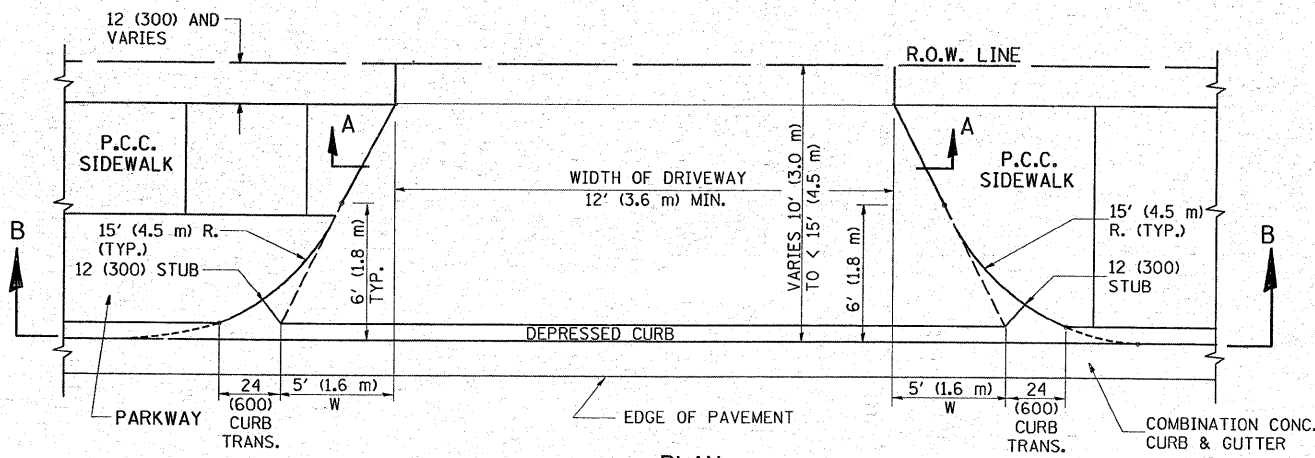 12 (300) AND
VARIES
R.O.W. LINE
A
A
P.C.C.
SIDEWALK
P.C.C.
SIDEWALK
WIDTH OF DRIVEWAY
12' (3.6 m) MIN.
VARIES 10' (3.0 m)
TO < 15' (4.5 m)
B
B
15' (4.5 m) R.
(TYP.)
12 (300) STUB
6' (1.8 m)
TYP.
6' (1.8 m)
15' (4.5 m)
R. (TYP.)
12 (300)
STUB
DEPRESSED CURB
PARKWAY
24
(600)
CURB
TRANS.
5' (1.6 m)
W
EDGE OF PAVEMENT
5' (1.6 m)
W
24
(600)
CURB
TRANS.
COMBINATION CONC.
CURB & GUTTER
PLAN